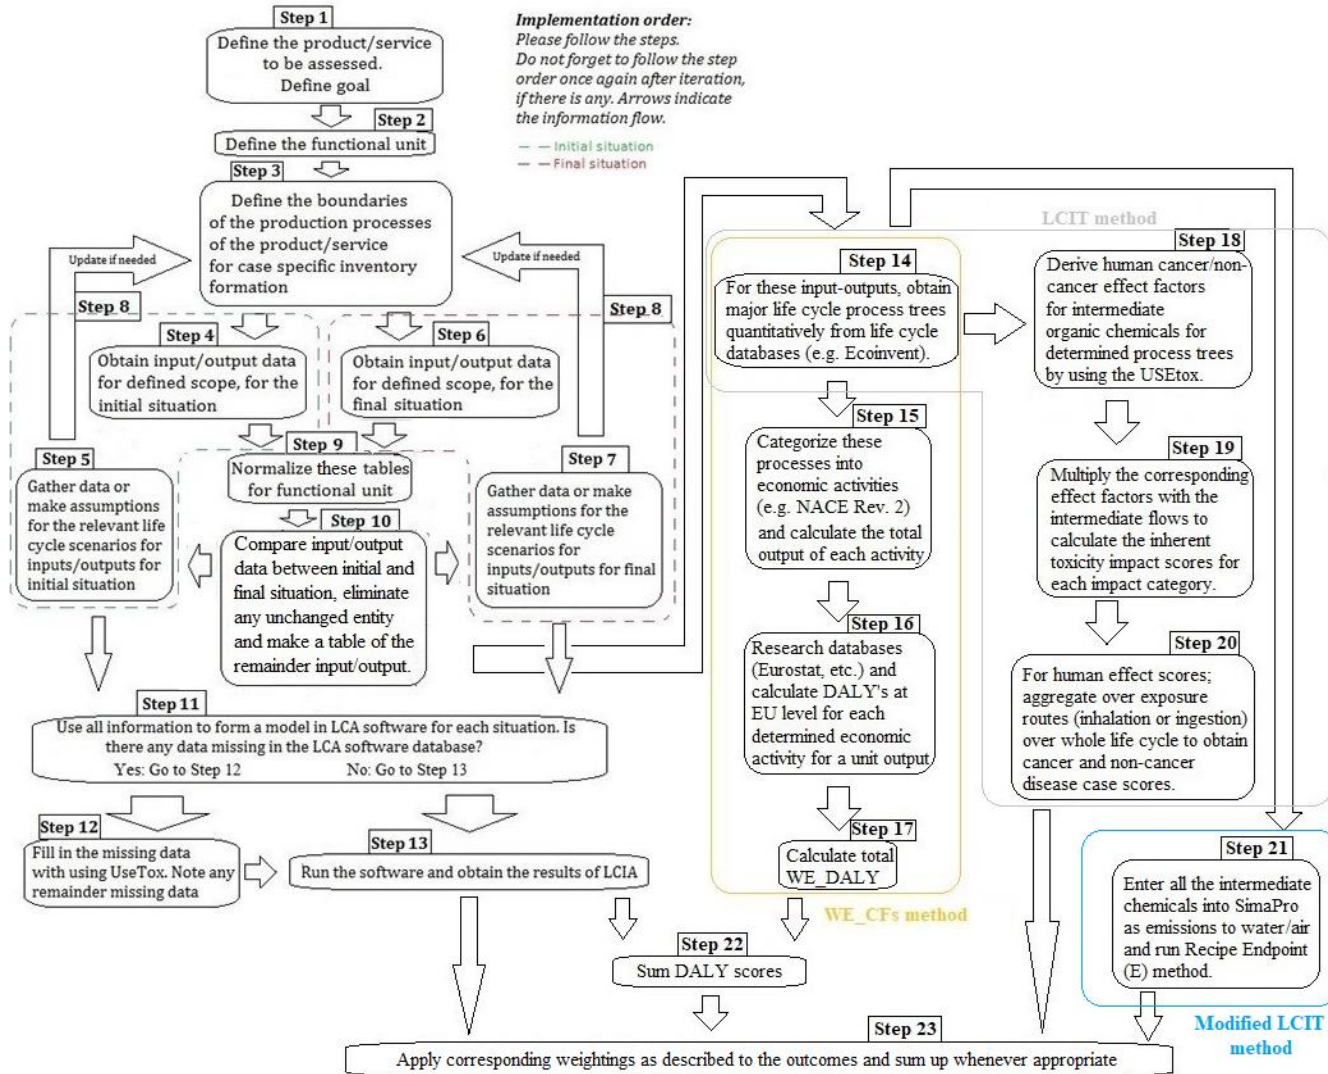 Step 1
Define the product/service
to be assessed.
Define goal
Implementation order:
Please follow the steps.
Do not forget to follow the step
order once again after iteration,
if there is any. Arrows indicate
the information flow.
Initial situation
Final situation
Step 2
Define the functional unit
Step 3
Define the boundaries
of the production processes
of the product/service
for case specific inventory
formation
Update if needed
Update if needed
Step 8
Step 8
Step 4
Obtain input/output data
for defined scope, for the
initial situation
Step 6
Obtain input/output data
for defined scope, for the
final situation
Step 5
Gather data or
make assumptions
for the relevant life
cycle scenarios for
inputs/outputs for
initial situation
Step 9
Normalize these tables
for functional unit
Step 7
Gather data or make
assumptions for the
relevant life cycle
scenarios for
inputs/outputs for final
situation
Step 10
Compare input/output
data between initial and
final situation, eliminate
any unchanged entity
and make a table of the
remainder input/output.
Step 11
Use all information to form a model in LCA software for each situation. Is
there any data missing in the LCA software database?
Yes: Go to Step 12 No: Go to Step 13
Step 12
Fill in the missing data
with using UseTox. Note any
remainder missing data
Step 13
Run the software and obtain the results of LCIA
LCIT method
Step 14
For these input-outputs, obtain
major life cycle process trees
quantitatively from life cycle
databases (e.g. Ecoinvent).
Step 15
Categorize these
processes into
economic activities
(e.g. NACE Rev. 2)
and calculate the total
output of each activity
Step 16
Research databases
(Eurostat, etc.) and
calculate DALY's at
EU level for each
determined economic
activity for a unit output
Step 17
Calculate total
WE_DALY
WE_CFs method
Step 18
Derive human cancer/non-
cancer effect factors
for intermediate
organic chemicals for
determined process trees
by using the USEtox.
Step 19
Multiply the corresponding
effect factors with the
intermediate flows to
calculate the inherent
toxicity impact scores for
each impact category.
Step 20
For human effect scores;
aggregate over exposure
routes (inhalation or ingestion)
over whole life cycle to obtain
cancer and non-cancer
disease case scores.
Step 21
Enter all the intermediate
chemicals into SimaPro
as emissions to water/air
and run Recipe Endpoint
(E) method.
Modified LCIT
method
Step 22
Sum DALY scores
Step 23
Apply corresponding weightings as described to the outcomes and sum up whenever appropriate